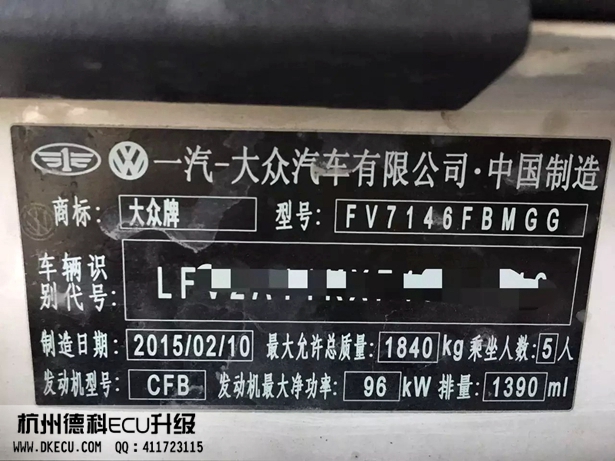 一汽-大众汽车有限公司·中国制造
商标: 大众牌 型号: FV7146FBMGG
车辆识
别代号: LFV
制造日期: 2015/02/10 最大允许总质量: 1840 kg 乘坐人数: 5 人
发动机型号: CFB 发动机最大净功率: 96 kW 排量: 1390 ml
杭州德科ECU升级
WWW.DKECU.COM QQ:411723115